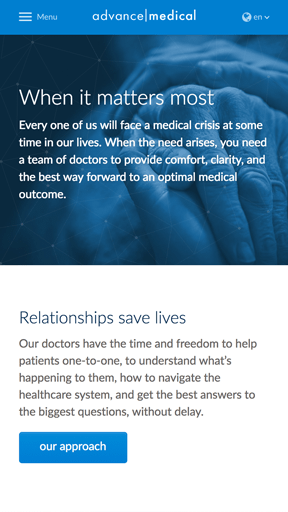 Menu
advance|medical
en
When it matters most
Every one of us will face a medical crisis at some
time in our lives. When the need arises, you need
a team of doctors to provide comfort, clarity, and
the best way forward to an optimal medical
outcome.
Relationships save lives
Our doctors have the time and freedom to help
patients one-to-one, to understand what's
happening to them, how to navigate the
healthcare system, and get the best answers to
the biggest questions, without delay.
our approach